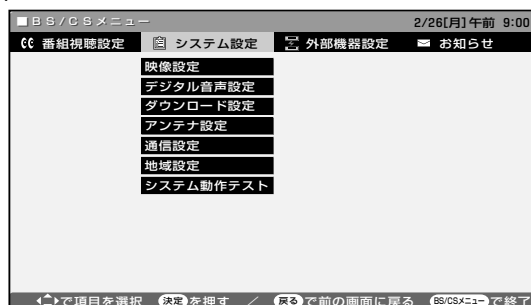 ■BS/CSメニュー 2/26[月]午前 9:00
番組視聴設定 システム設定 外部機器設定 お知らせ
映像設定
デジタル音声設定
ダウンロード設定
アンテナ設定
通信設定
地域設定
システム動作テスト
で項目を選択 決定を押す / 戻るで前の画面に戻る BS/CSメニューで終了